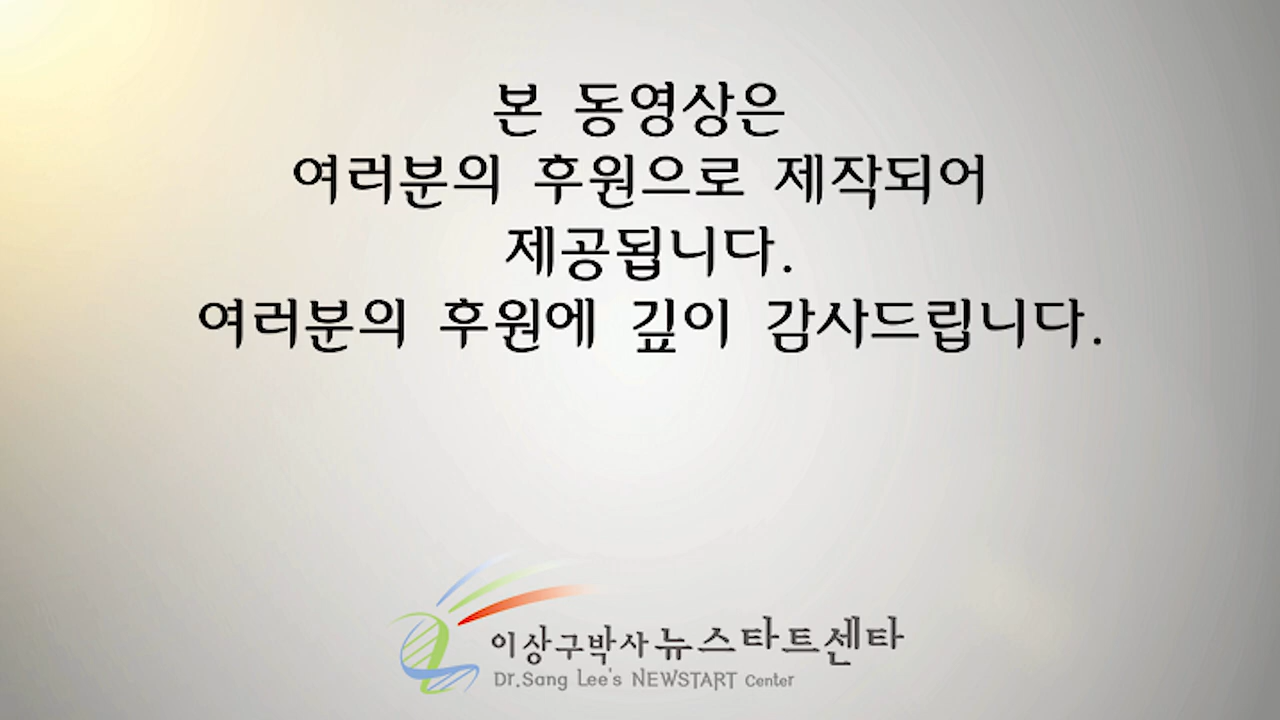 본 동영상은
여러분의 후원으로 제작되어
제공됩니다.
여러분의 후원에 깊이 감사드립니다.
이상구박사 뉴스타트센타
Dr.Sang Lee's NEWSTART Center